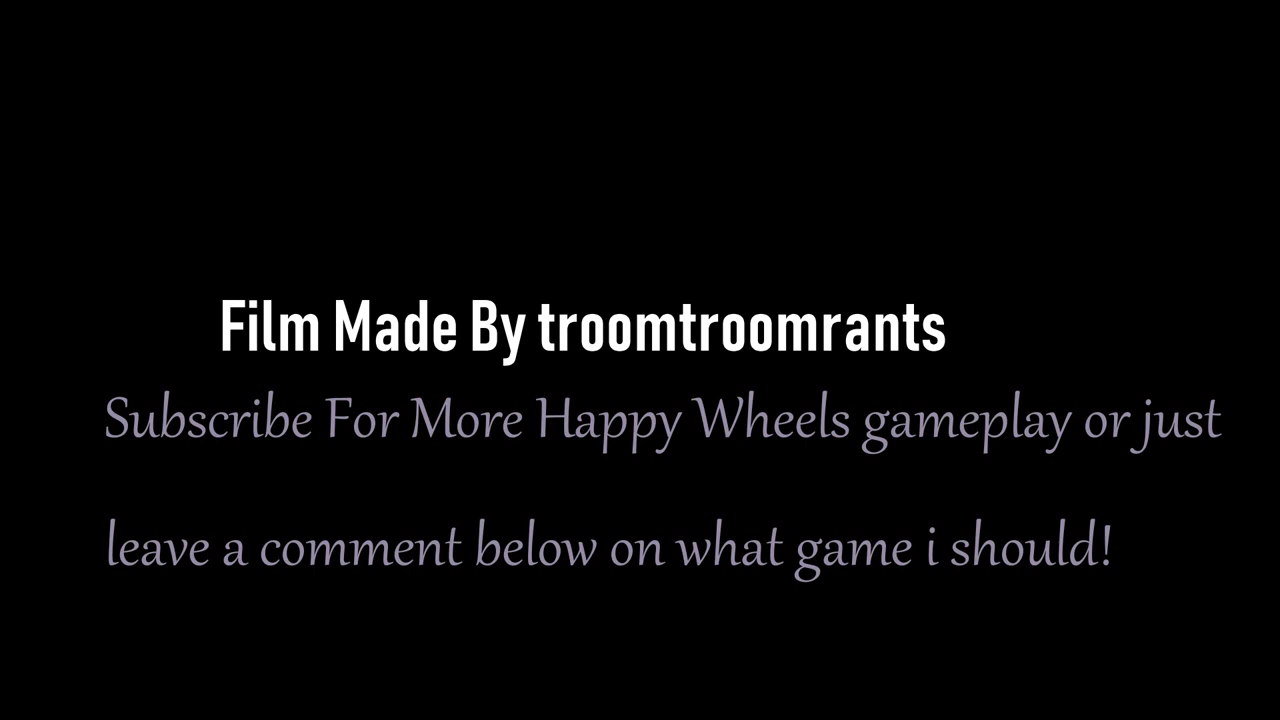 Film Made By troomtroomrants
Subscribe For More Happy Wheels gameplay or just
leave a comment below on what game i should!